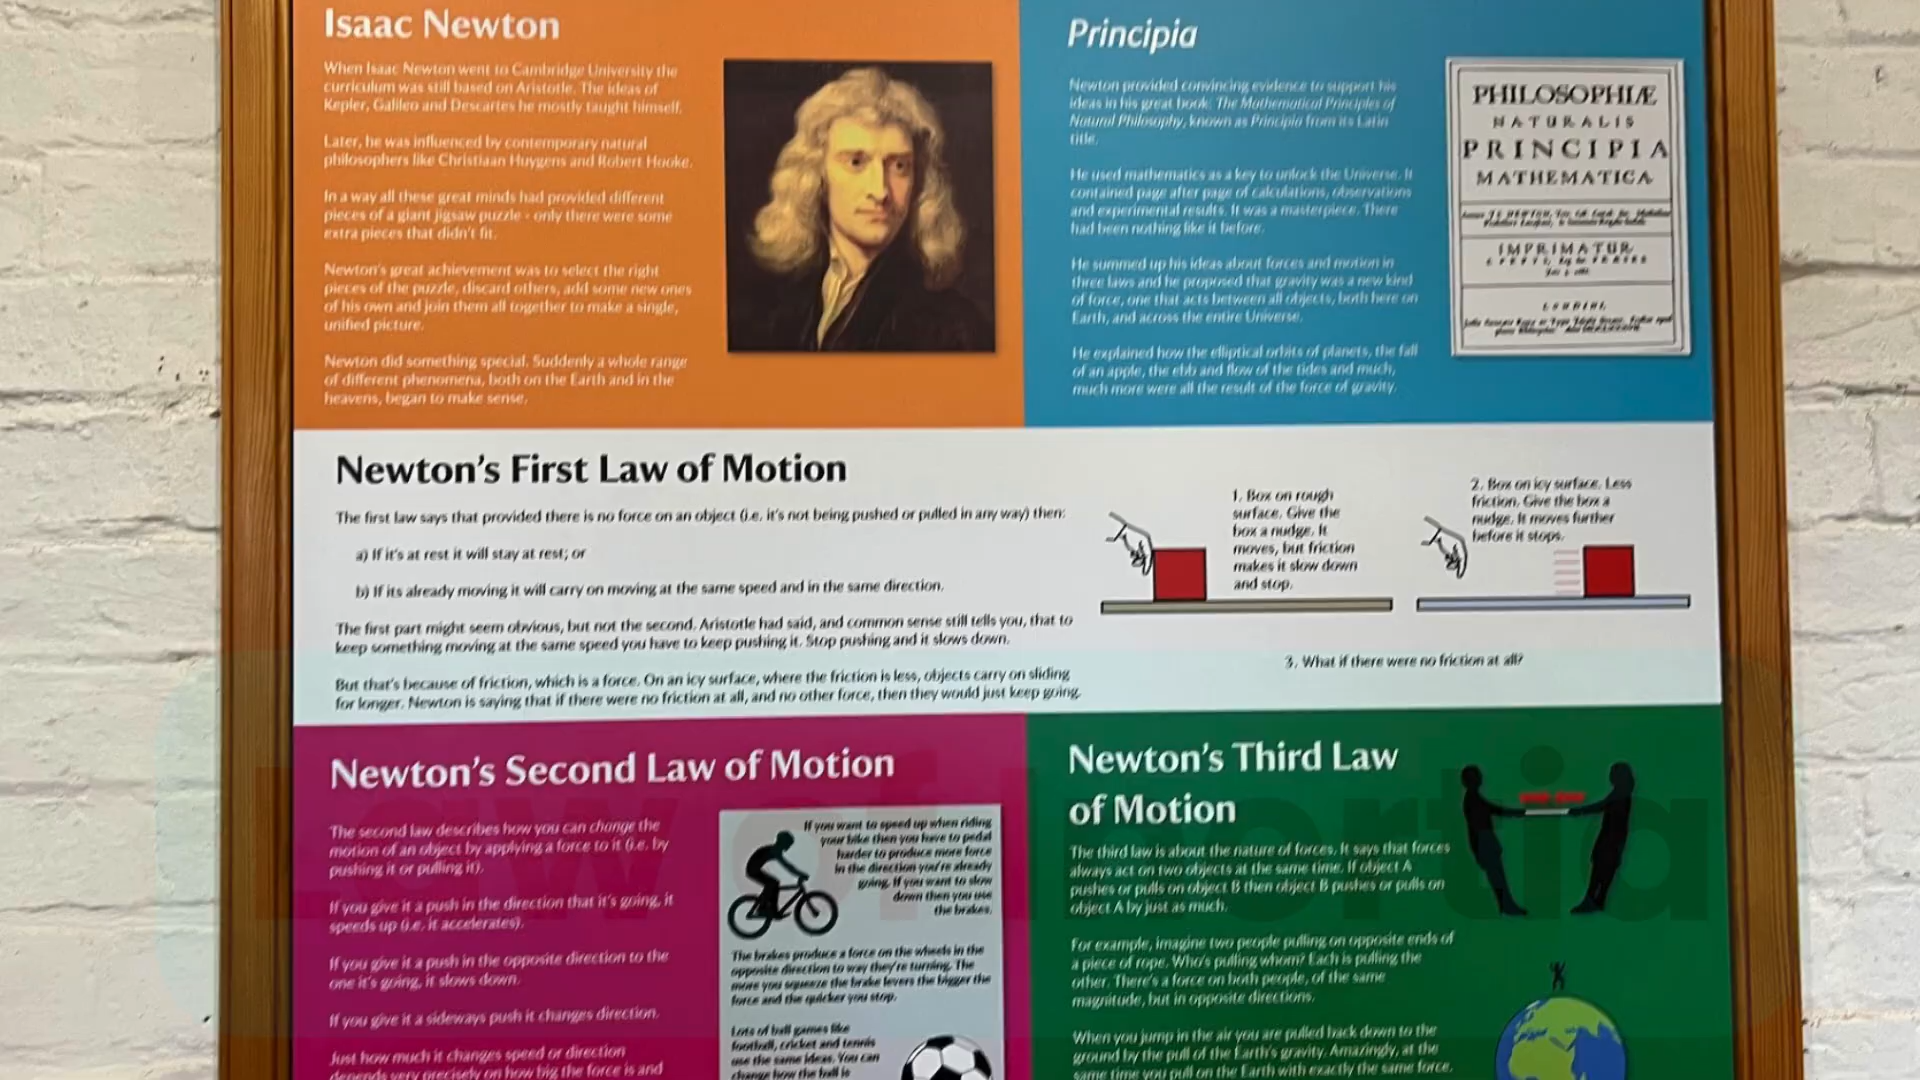 Isaac Newton
When Isaac Newton went to Cambridge University the
curriculum was still based on Aristotle. The ideas of
Kepler, Galileo and Descartes he mostly taught himself.
Later, he was influenced by contemporary natural
philosophers like Christiaan Huygens and Robert Hooke.
In a way all these great minds had provided different
pieces of a giant jigsaw puzzle - only there were some
extra pieces that didn't fit.
Newton's great achievement was to select the right
pieces of the puzzle, discard others, add some new ones
of his own and join them all together to make a single,
unified picture.
Newton did something special. Suddenly a whole range
of different phenomena, both on the Earth and in the
heavens, began to make sense.
Principia
Newton provided convincing evidence to support his
ideas in his great book: The Mathematical Principles of
Natural Philosophy, known as Principia from its Latin
title.
He used mathematics as a key to unlock the Universe. It
contained page after page of calculations, observations
and experimental results. It was a masterpiece. There
had been nothing like it before.
He summed up his ideas about forces and motion in
three laws and he proposed that gravity was a new kind
of force, one that acts between all objects, both here on
Earth, and across the entire Universe.
He explained how the elliptical orbits of planets, the fall
of an apple, the ebb and flow of the tides and much,
much more were all the result of the force of gravity.
PHILOSOPHIÆ
NATURALIS
PRINCIPIA
MATHEMATICA
IMPRIMATUR
Newton's First Law of Motion
The first law says that provided there is no force on an object (i.e. it's not being pushed or pulled in any way) then:
a) If it's at rest it will stay at rest; or
b) If its already moving it will carry on moving at the same speed and in the same direction.
The first part might seem obvious, but not the second. Aristotle had said, and common sense still tells you, that to
keep something moving at the same speed you have to keep pushing it. Stop pushing and it slows down.
But that's because of friction, which is a force. On an icy surface, where the friction is less, objects carry on sliding
for longer. Newton is saying that if there were no friction at all, and no other force, then they would just keep going.
1. Box on rough
surface. Give the
box a nudge. It
moves, but friction
makes it slow down
and stop.
2. Box on icy surface. Less
friction. Give the box a
nudge. It moves further
before it stops.
3. What if there were no friction at all?
Newton's Second Law of Motion
The second law describes how you can change the
motion of an object by applying a force to it (i.e. by
pushing it or pulling it).
If you give it a push in the direction that it's going, it
speeds up (i.e. it accelerates).
If you give it a push in the opposite direction to the
one it's going, it slows down.
If you give it a sideways push it changes direction.
Just how much it changes speed or direction
depends very precisely on how big the force is and
If you want to speed up when riding
your bike then you have to pedal
harder to produce more force
in the direction you're already
going. If you want to slow
down then you use
the brakes.
The brakes produce a force on the wheels in the
opposite direction to way they're turning. The
more you squeeze the brake levers the bigger the
force and the quicker you stop.
Lots of ball games like
football, cricket and tennis
use the same ideas. You can
change how the ball is
Newton's Third Law
of Motion
The third law is about the nature of forces. It says that forces
always act on two objects at the same time. If object A
pushes or pulls on object B then object B pushes or pulls on
object A by just as much.
For example, imagine two people pulling on opposite ends of
a piece of rope. Who's pulling whom? Each is pulling the
other. There's a force on both people, of the same
magnitude, but in opposite directions.
When you jump in the air you are pulled back down to the
ground by the pull of the Earth's gravity. Amazingly, at the
same time you pull on the Earth with exactly the same force.
Law of Inertia